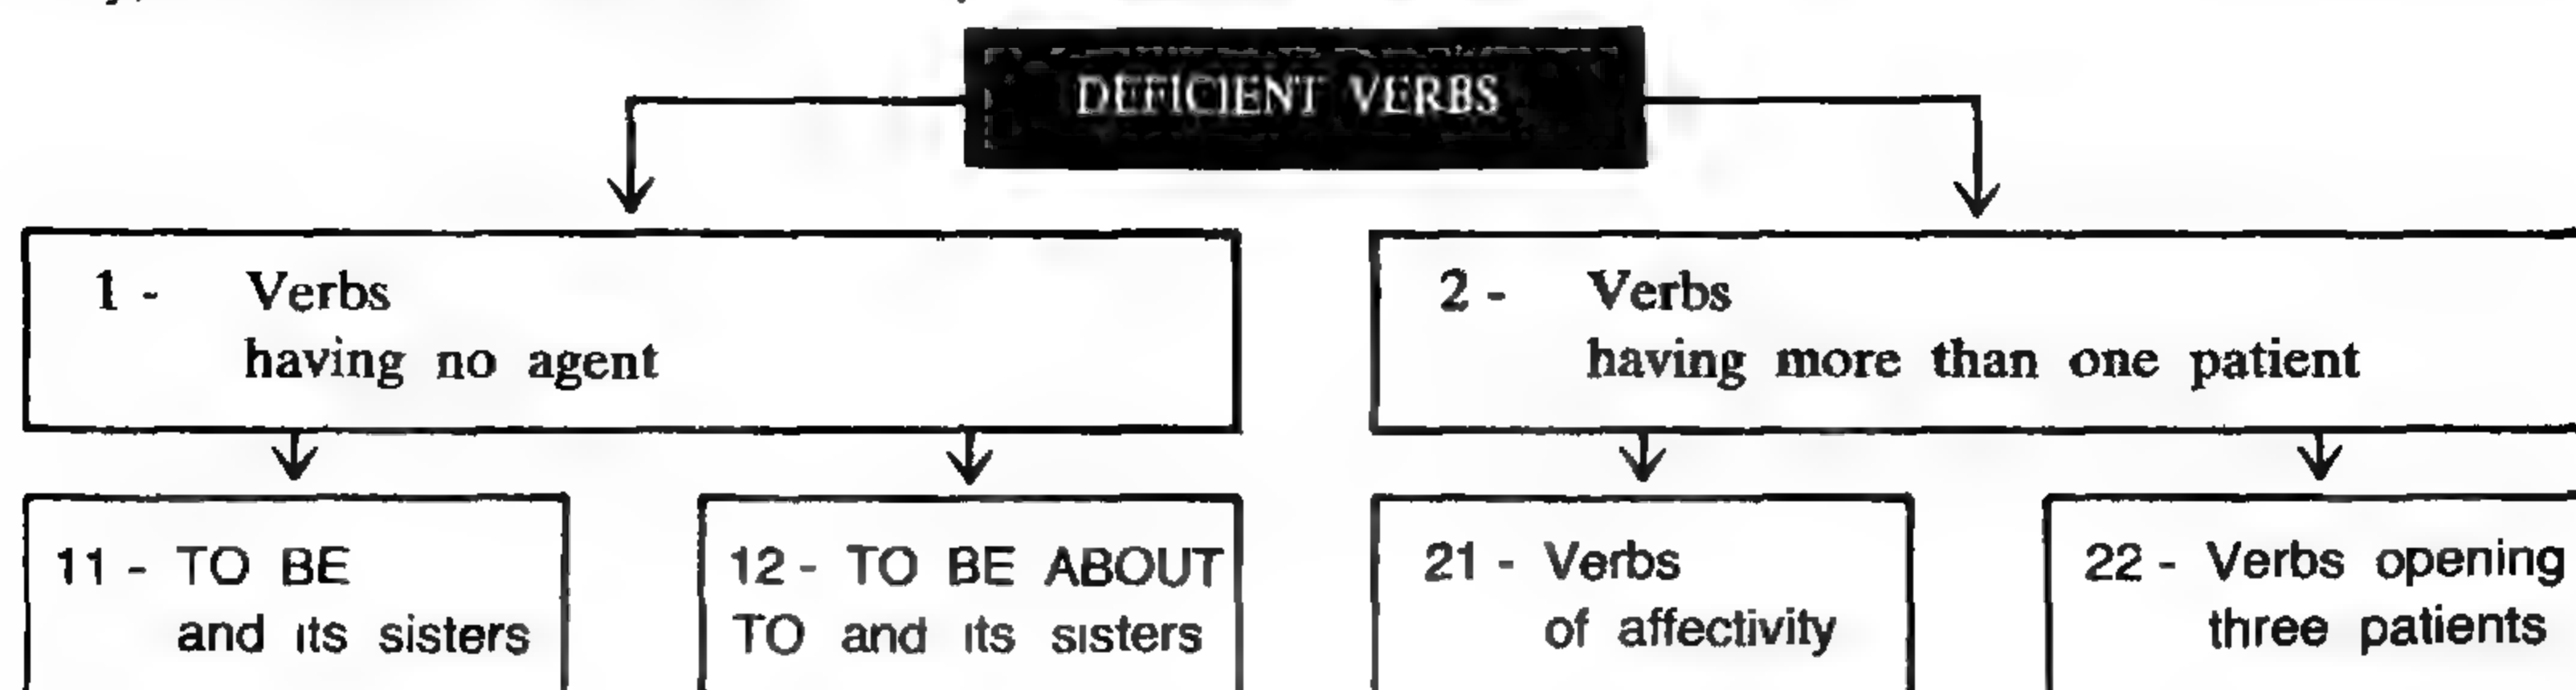 DEFICIENT VERBS
1 - Verbs
having no agent
2 - Verbs
having more than one patient
11 - TO BE
and its sisters
12 - TO BE ABOUT
TO and its sisters
21 - Verbs
of affectivity
22 - Verbs opening
three patients